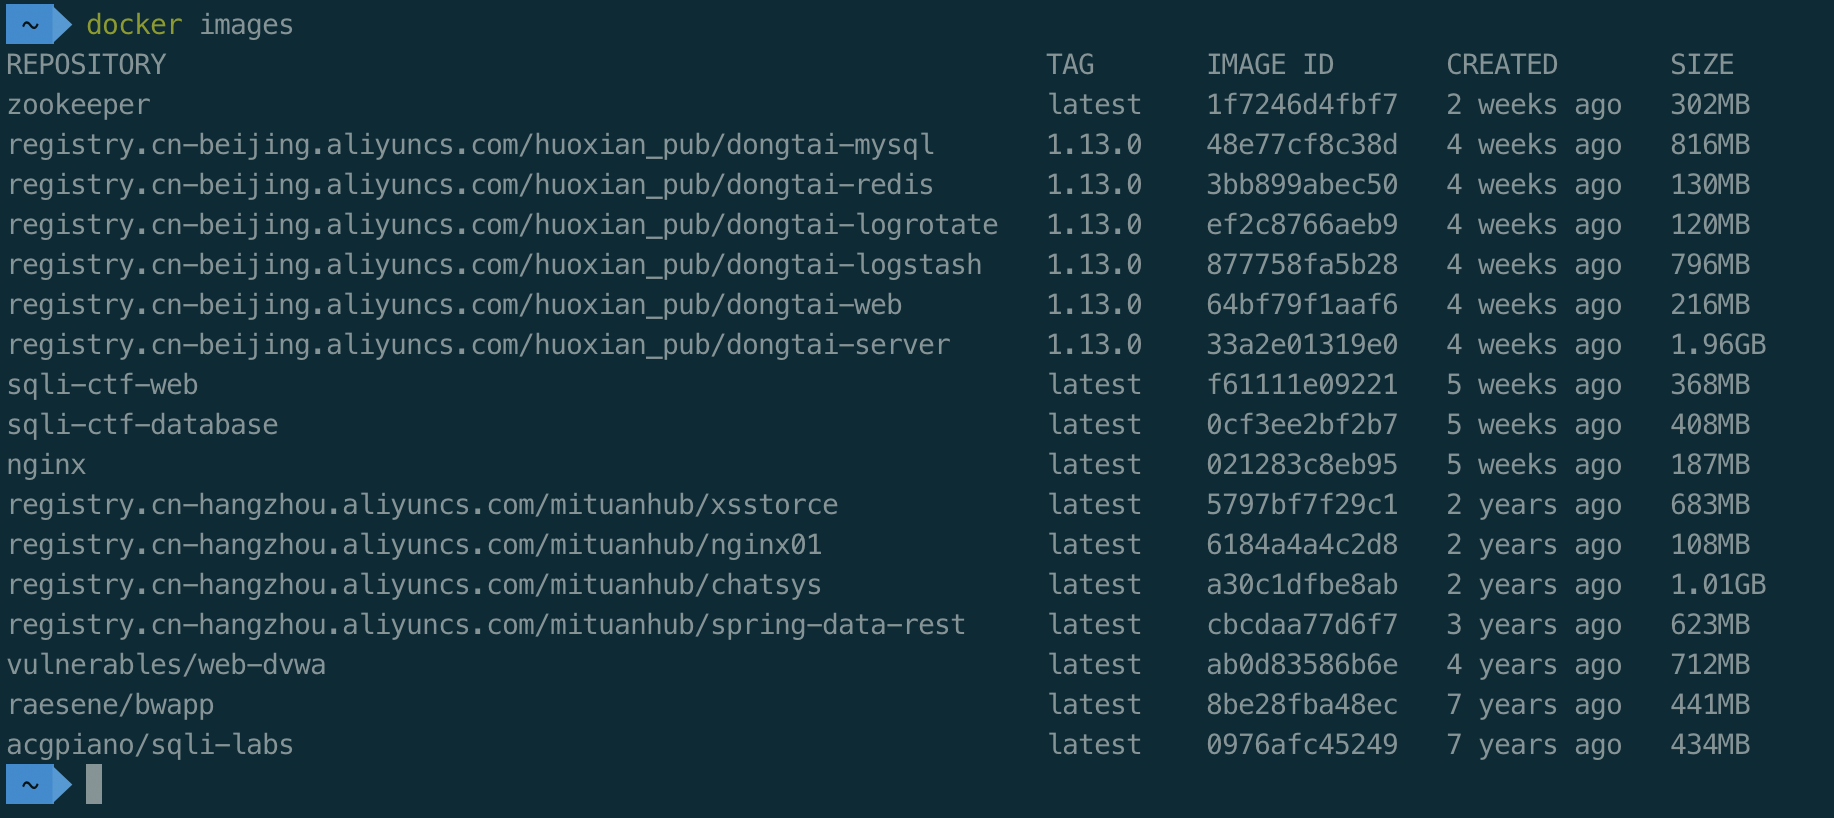 ~ docker images
REPOSITORY TAG IMAGE ID CREATED SIZE
zookeeper latest 1f7246d4fbf7 2 weeks ago 302MB
registry.cn-beijing.aliyuncs.com/huoxian_pub/dongtai-mysql 1.13.0 48e77cf8c38d 4 weeks ago 816MB
registry.cn-beijing.aliyuncs.com/huoxian_pub/dongtai-redis 1.13.0 3bb899abec50 4 weeks ago 130MB
registry.cn-beijing.aliyuncs.com/huoxian_pub/dongtai-logrotate 1.13.0 ef2c8766aeb9 4 weeks ago 120MB
registry.cn-beijing.aliyuncs.com/huoxian_pub/dongtai-logstash 1.13.0 877758fa5b28 4 weeks ago 796MB
registry.cn-beijing.aliyuncs.com/huoxian_pub/dongtai-web 1.13.0 64bf79f1aaf6 4 weeks ago 216MB
registry.cn-beijing.aliyuncs.com/huoxian_pub/dongtai-server 1.13.0 33a2e01319e0 4 weeks ago 1.96GB
sqli-ctf-web latest f61111e09221 5 weeks ago 368MB
sqli-ctf-database latest 0cf3ee2bf2b7 5 weeks ago 408MB
nginx latest 021283c8eb95 5 weeks ago 187MB
registry.cn-hangzhou.aliyuncs.com/mituanhub/xsstorce latest 5797bf7f29c1 2 years ago 683MB
registry.cn-hangzhou.aliyuncs.com/mituanhub/nginx01 latest 6184a4a4c2d8 2 years ago 108MB
registry.cn-hangzhou.aliyuncs.com/mituanhub/chatsys latest a30c1dfbe8ab 2 years ago 1.01GB
registry.cn-hangzhou.aliyuncs.com/mituanhub/spring-data-rest latest cbcdaa77d6f7 3 years ago 623MB
vulnerables/web-dvwa latest ab0d83586b6e 4 years ago 712MB
raesene/bwapp latest 8be28fba48ec 7 years ago 441MB
acgpiano/sqli-labs latest 0976afc45249 7 years ago 434MB
~